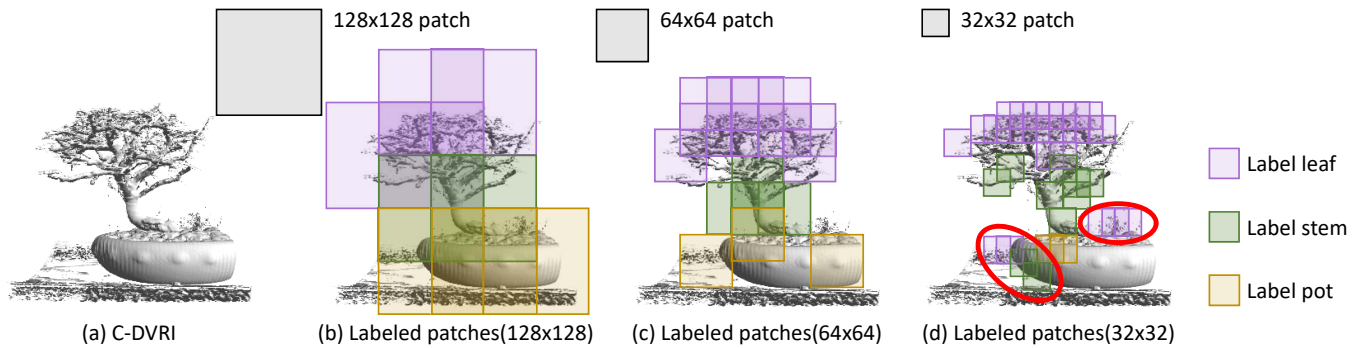 128x128 patch
64x64 patch
32x32 patch
Label leaf
Label stem
Label pot
(a) C-DVRI
(b) Labeled patches(128x128)
(c) Labeled patches(64x64)
(d) Labeled patches(32x32)